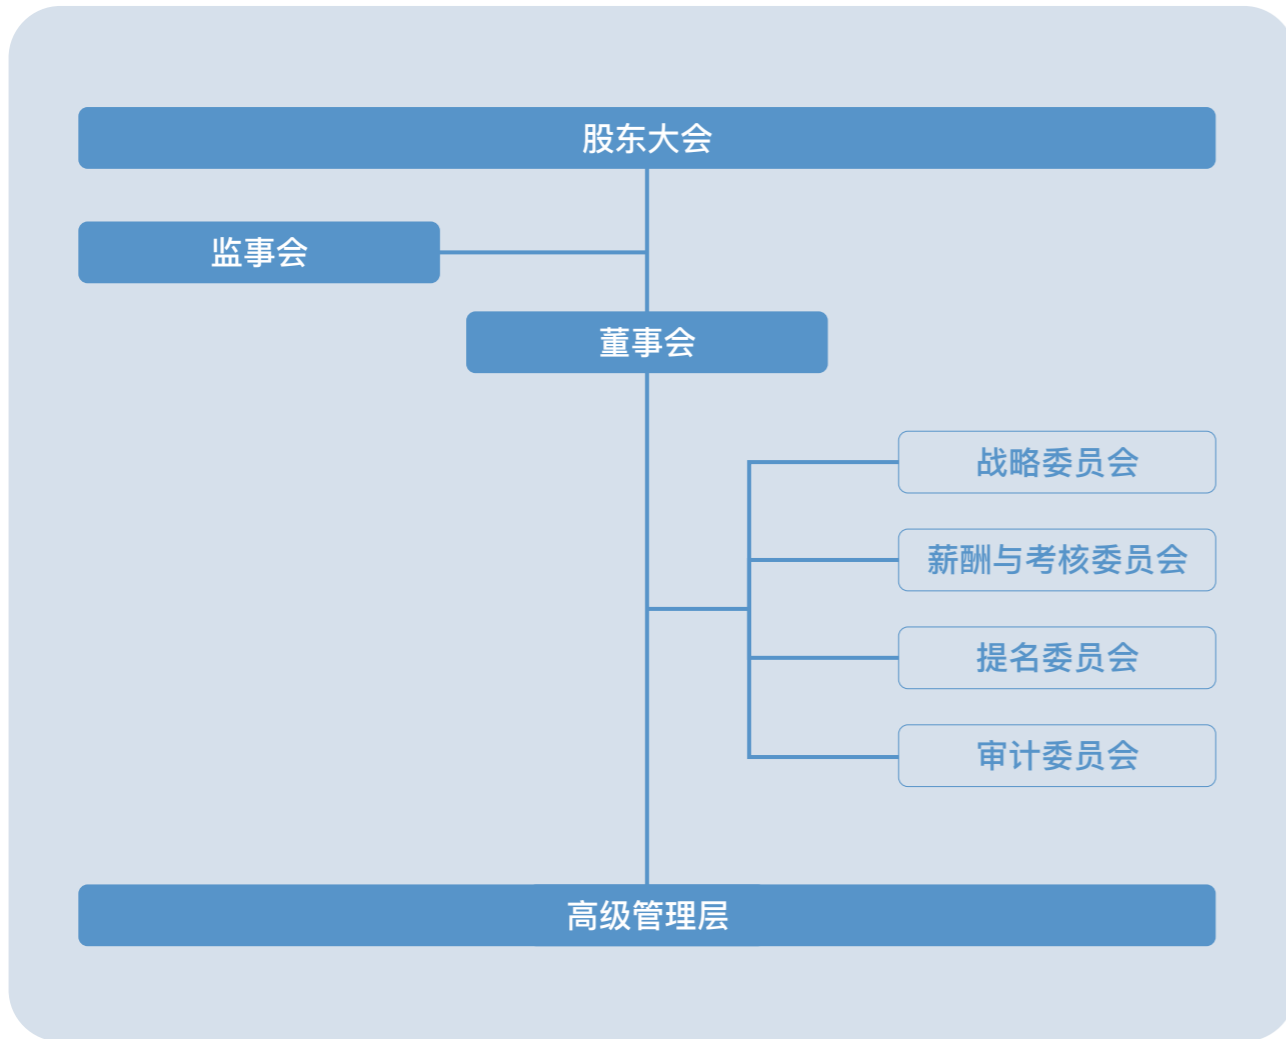 股东大会
监事会
董事会
战略委员会
薪酬与考核委员会
提名委员会
审计委员会
高级管理层